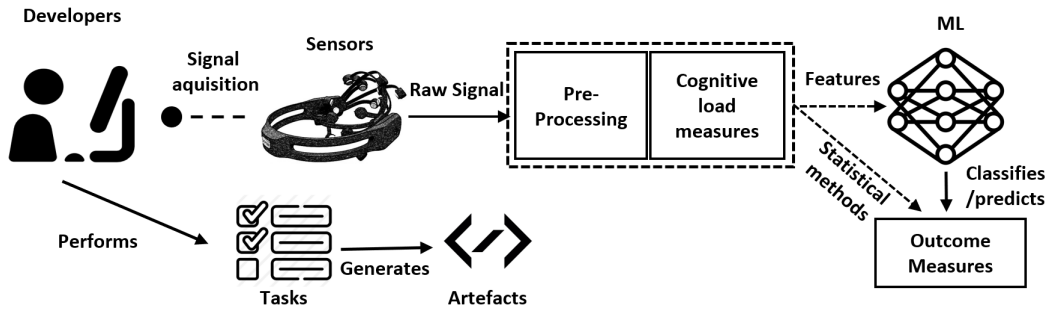 Developers
Signal
aquisition
Sensors
Raw Signal
Pre-
Processing
Cognitive
load
measures
Features
ML
Statistical
methods
Classifies
/predicts
Outcome
Measures
Performs
Tasks
Generates
Artefacts